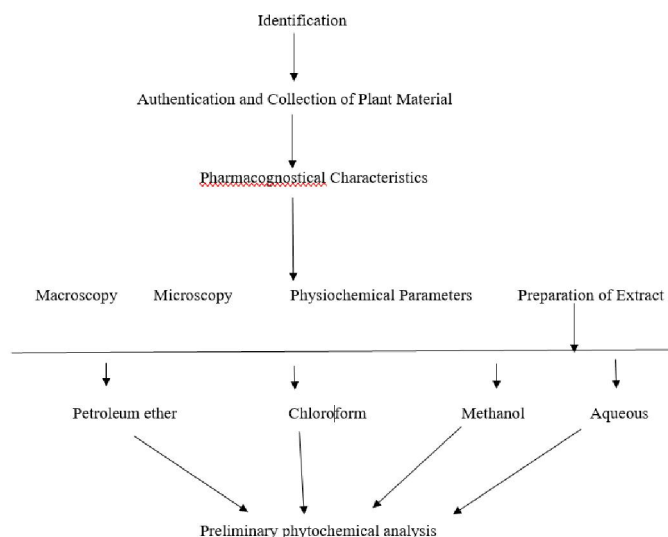 Identification
Authentication and Collection of Plant Material
Pharmacognostical Characteristics
Macroscopy Microscopy Physiochemical Parameters Preparation of Extract
Petroleum ether Chloroform Methanol Aqueous
Preliminary phytochemical analysis